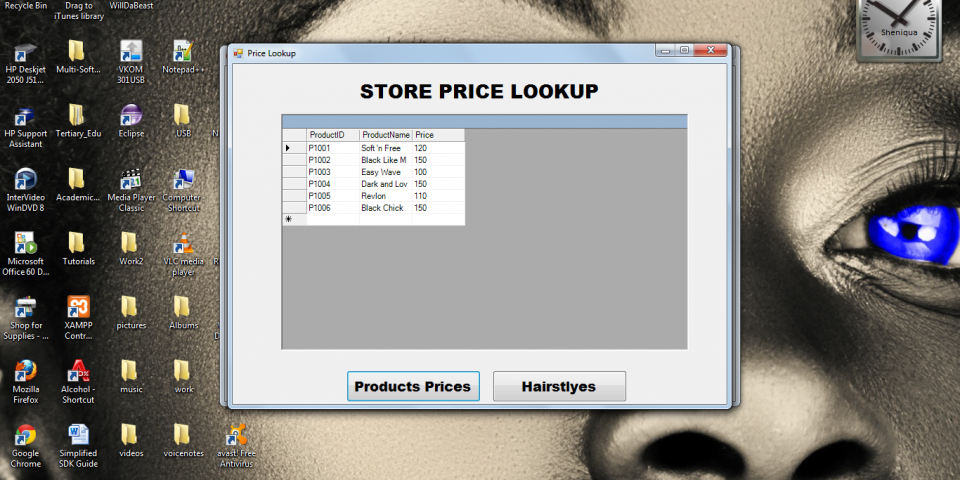 Recycle Bin
Drag to
iTunes library
WillDaBeast
HP Deskjet
2050 J51...
Multi-Soft...
VKOM
301USB
Notepad++
HP Support
Assistant
Tertiary_Edu
Eclipse
USB
InterVideo
WinDVD 8
Academic...
Media Player
Classic
Computer
Shortcut
Microsoft
Office 60 D...
Tutorials
Work2
VLC media
player
Shop for
Supplies - ...
XAMPP
Contr...
pictures
Albums
Mozilla
Firefox
Alcohol -
Shortcut
music
work
Google
Chrome
Simplified
SDK Guide
videos
voicenotes
avast! Free
Antivirus
Price Lookup
STORE PRICE LOOKUP
ProductID ProductName Price
P1001 Soft 'n Free 120
P1002 Black Like M 150
P1003 Easy Wave 100
P1004 Dark and Lov 150
P1005 Revlon 110
P1006 Black Chick 150
Products Prices
Hairstlyes
Sheniqua